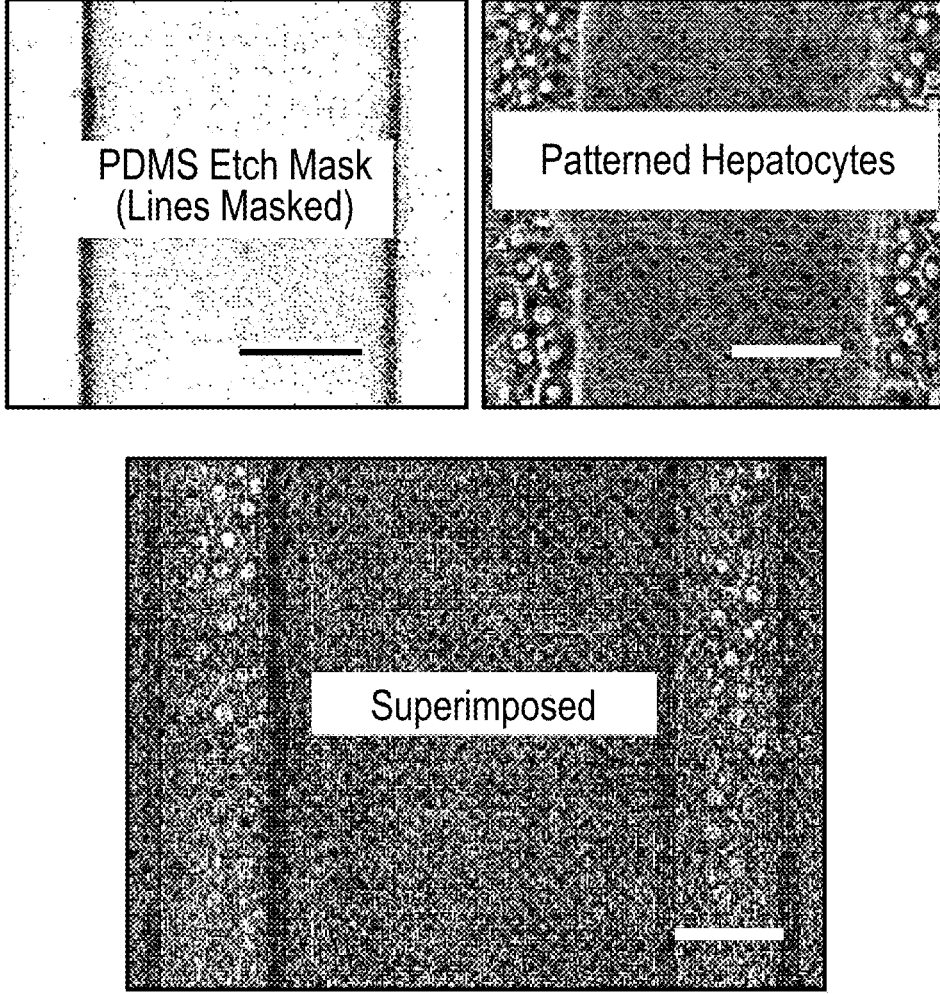 PDMS Etch Mask
(Lines Masked)
Patterned Hepatocytes
Superimposed